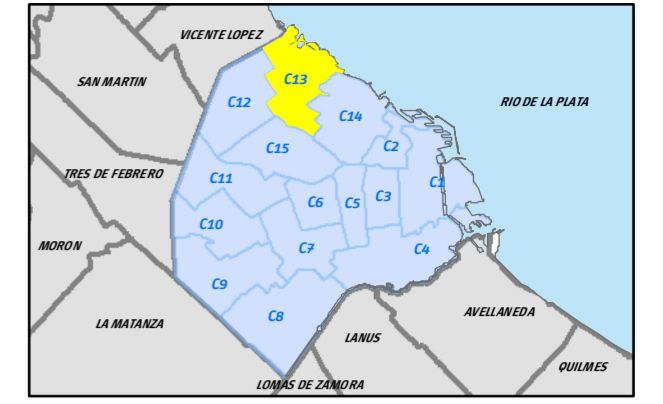 VICENTE LOPEZ
SAN MARTIN
C13
C12
RIO DE LA PLATA
C14
C15
C2
TRES DE FEBRERO
C11
C1
C6
C5
C3
C10
MORON
C7
C4
C9
C8
LA MATANZA
AVELLANEDA
LANUS
QUILMES
LOMAS DE ZAMORA